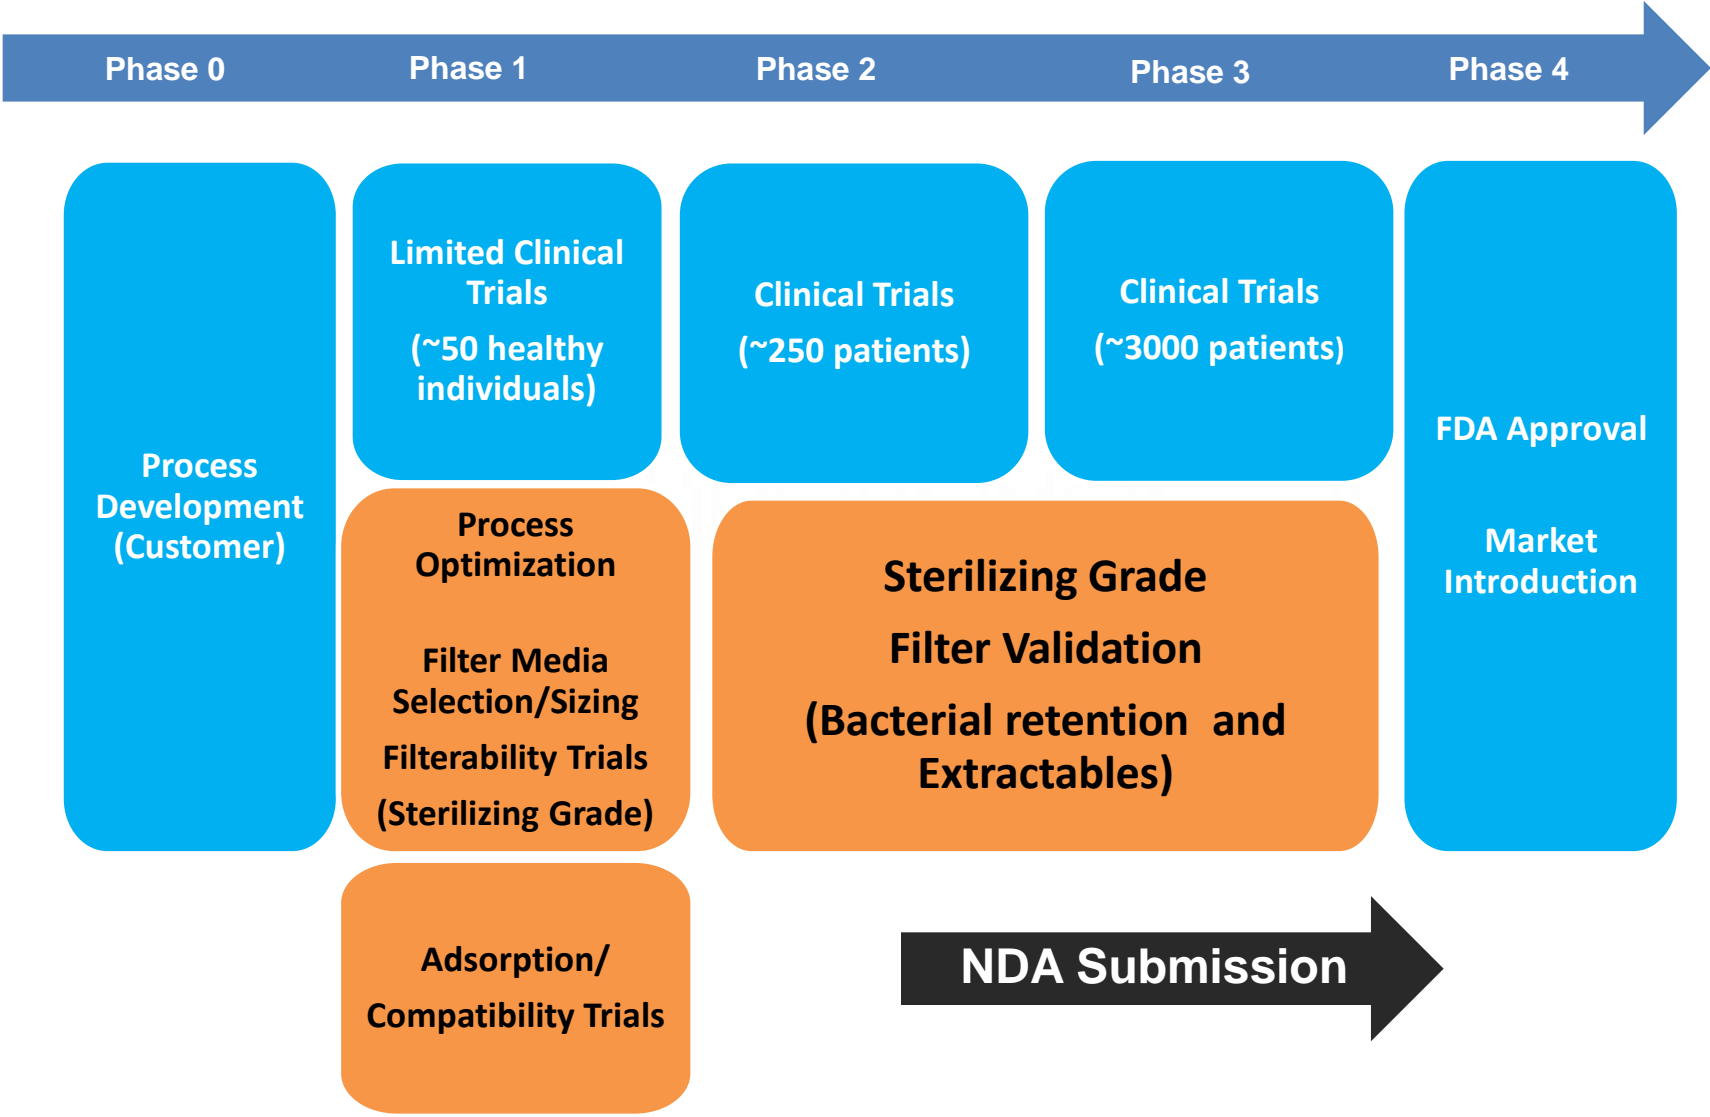 Phase 0
Phase 1
Phase 2
Phase 3
Phase 4
Process
Development
(Customer)
Limited Clinical
Trials
(~50 healthy
individuals)
Clinical Trials
(~250 patients)
Clinical Trials
(~3000 patients)
FDA Approval
Market
Introduction
Process
Optimization
Filter Media
Selection/Sizing
Filterability Trials
(Sterilizing Grade)
Sterilizing Grade
Filter Validation
(Bacterial retention and
Extractables)
Adsorption/
Compatibility Trials
NDA Submission